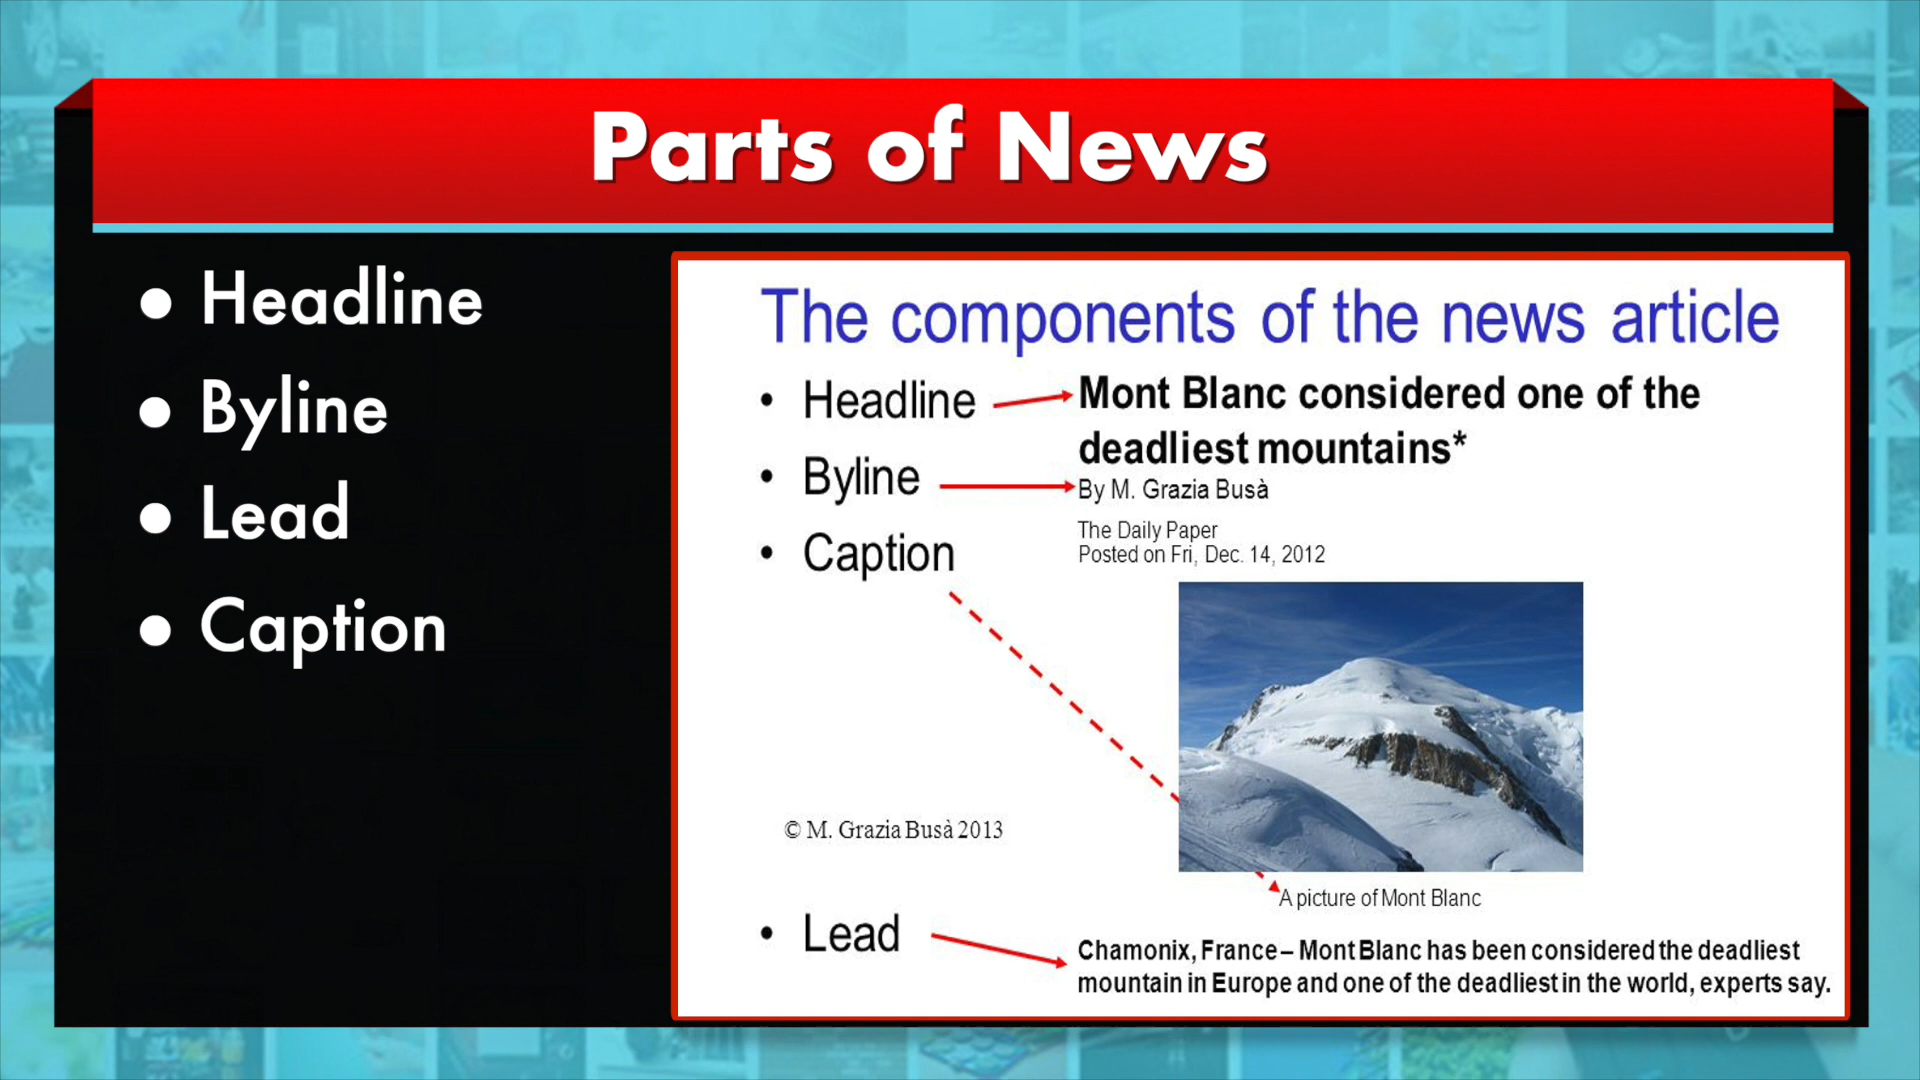 Parts of News
• Headline
• Byline
• Lead
• Caption
The components of the news article
• Headline
Mont Blanc considered one of the
deadliest mountains*
• Byline
By M. Grazia Busà
The Daily Paper
Posted on Fri, Dec. 14, 2012
• Caption
© M. Grazia Busà 2013
A picture of Mont Blanc
• Lead
Chamonix, France – Mont Blanc has been considered the deadliest
mountain in Europe and one of the deadliest in the world, experts say.